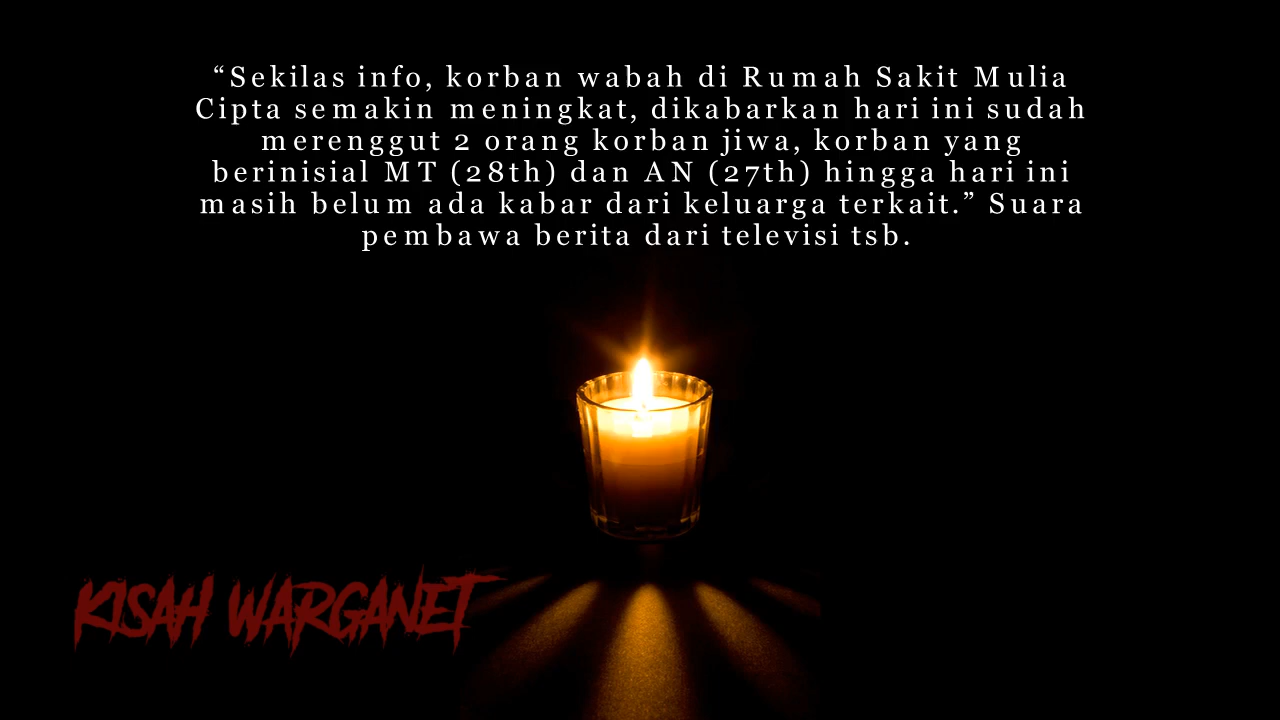 “Sekilas info, korban wabah di Rumah Sakit Mulia
Cipta semakin meningkat, dikabarkan hari ini sudah
merenggut 2 orang korban jiwa, korban yang
berinisial MT (28th) dan AN (27th) hingga hari ini
masih belum ada kabar dari keluarga terkait.” Suara
pembawa berita dari televisi tsb.
KISAH WARGANET